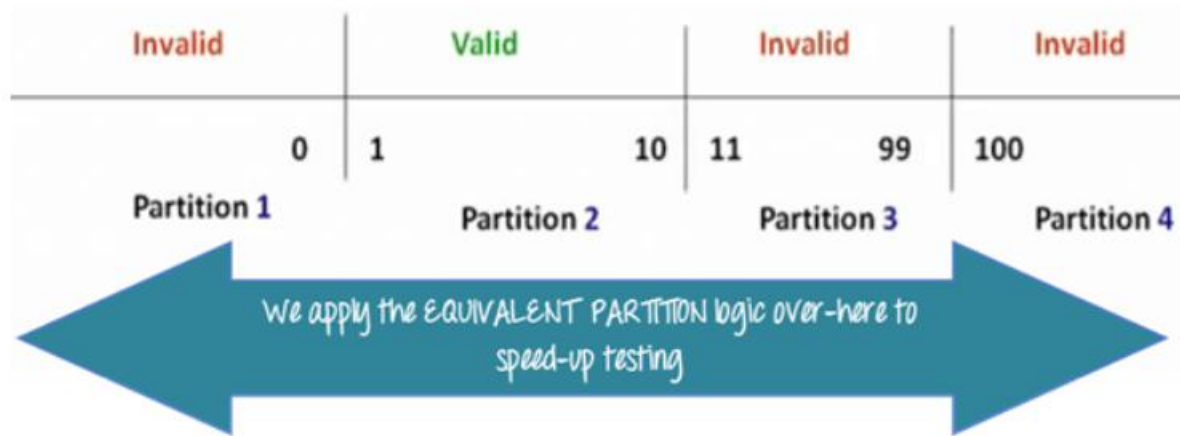 Invalid Valid Invalid Invalid
0 1 10 11 99 100
Partition 1 Partition 2 Partition 3 Partition 4
We apply the EQUIVALENT PARTITION logic over-here to
speed-up testing